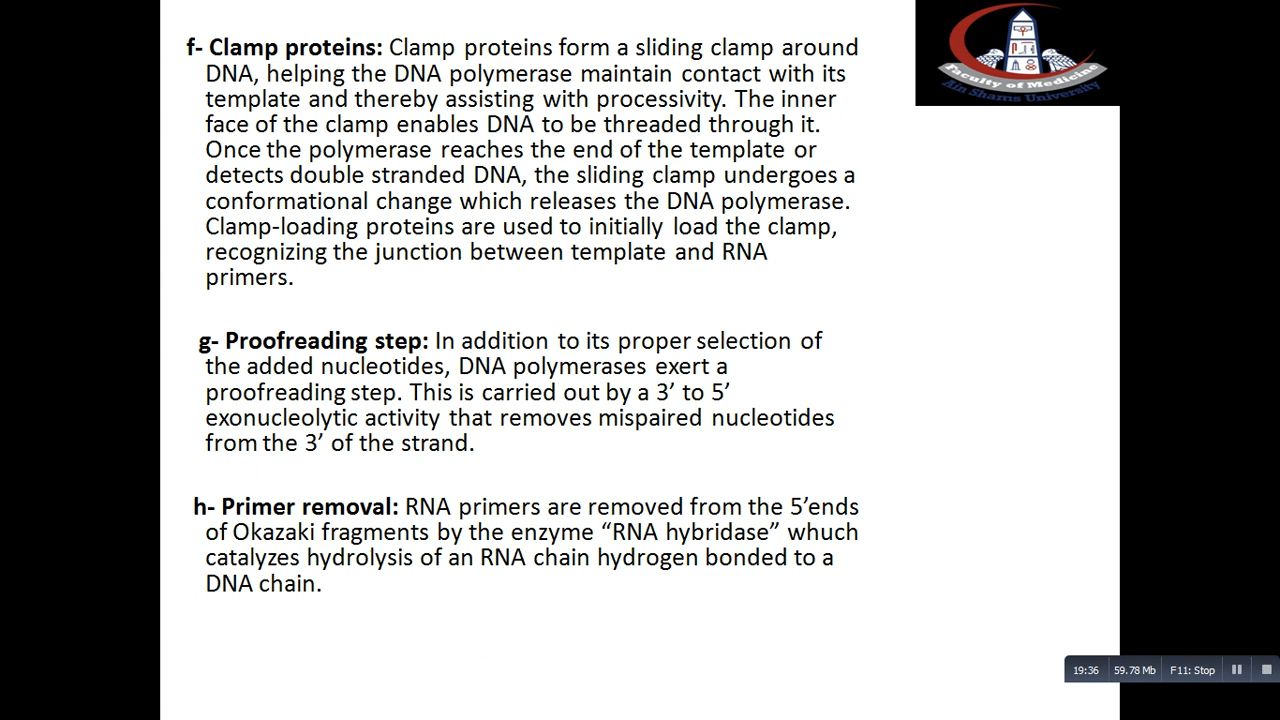 f- Clamp proteins: Clamp proteins form a sliding clamp around
DNA, helping the DNA polymerase maintain contact with its
template and thereby assisting with processivity. The inner
face of the clamp enables DNA to be threaded through it.
Once the polymerase reaches the end of the template or
detects double stranded DNA, the sliding clamp undergoes a
conformational change which releases the DNA polymerase.
Clamp-loading proteins are used to initially load the clamp,
recognizing the junction between template and RNA
primers.
g- Proofreading step: In addition to its proper selection of
the added nucleotides, DNA polymerases exert a
proofreading step. This is carried out by a 3’ to 5’
exonucleolytic activity that removes mispaired nucleotides
from the 3’ of the strand.
h- Primer removal: RNA primers are removed from the 5’ends
of Okazaki fragments by the enzyme “RNA hybridase” whuch
catalyzes hydrolysis of an RNA chain hydrogen bonded to a
DNA chain.
Faculty of Medicine
Ain Shams University
19:36 59.78 Mb F11: Stop